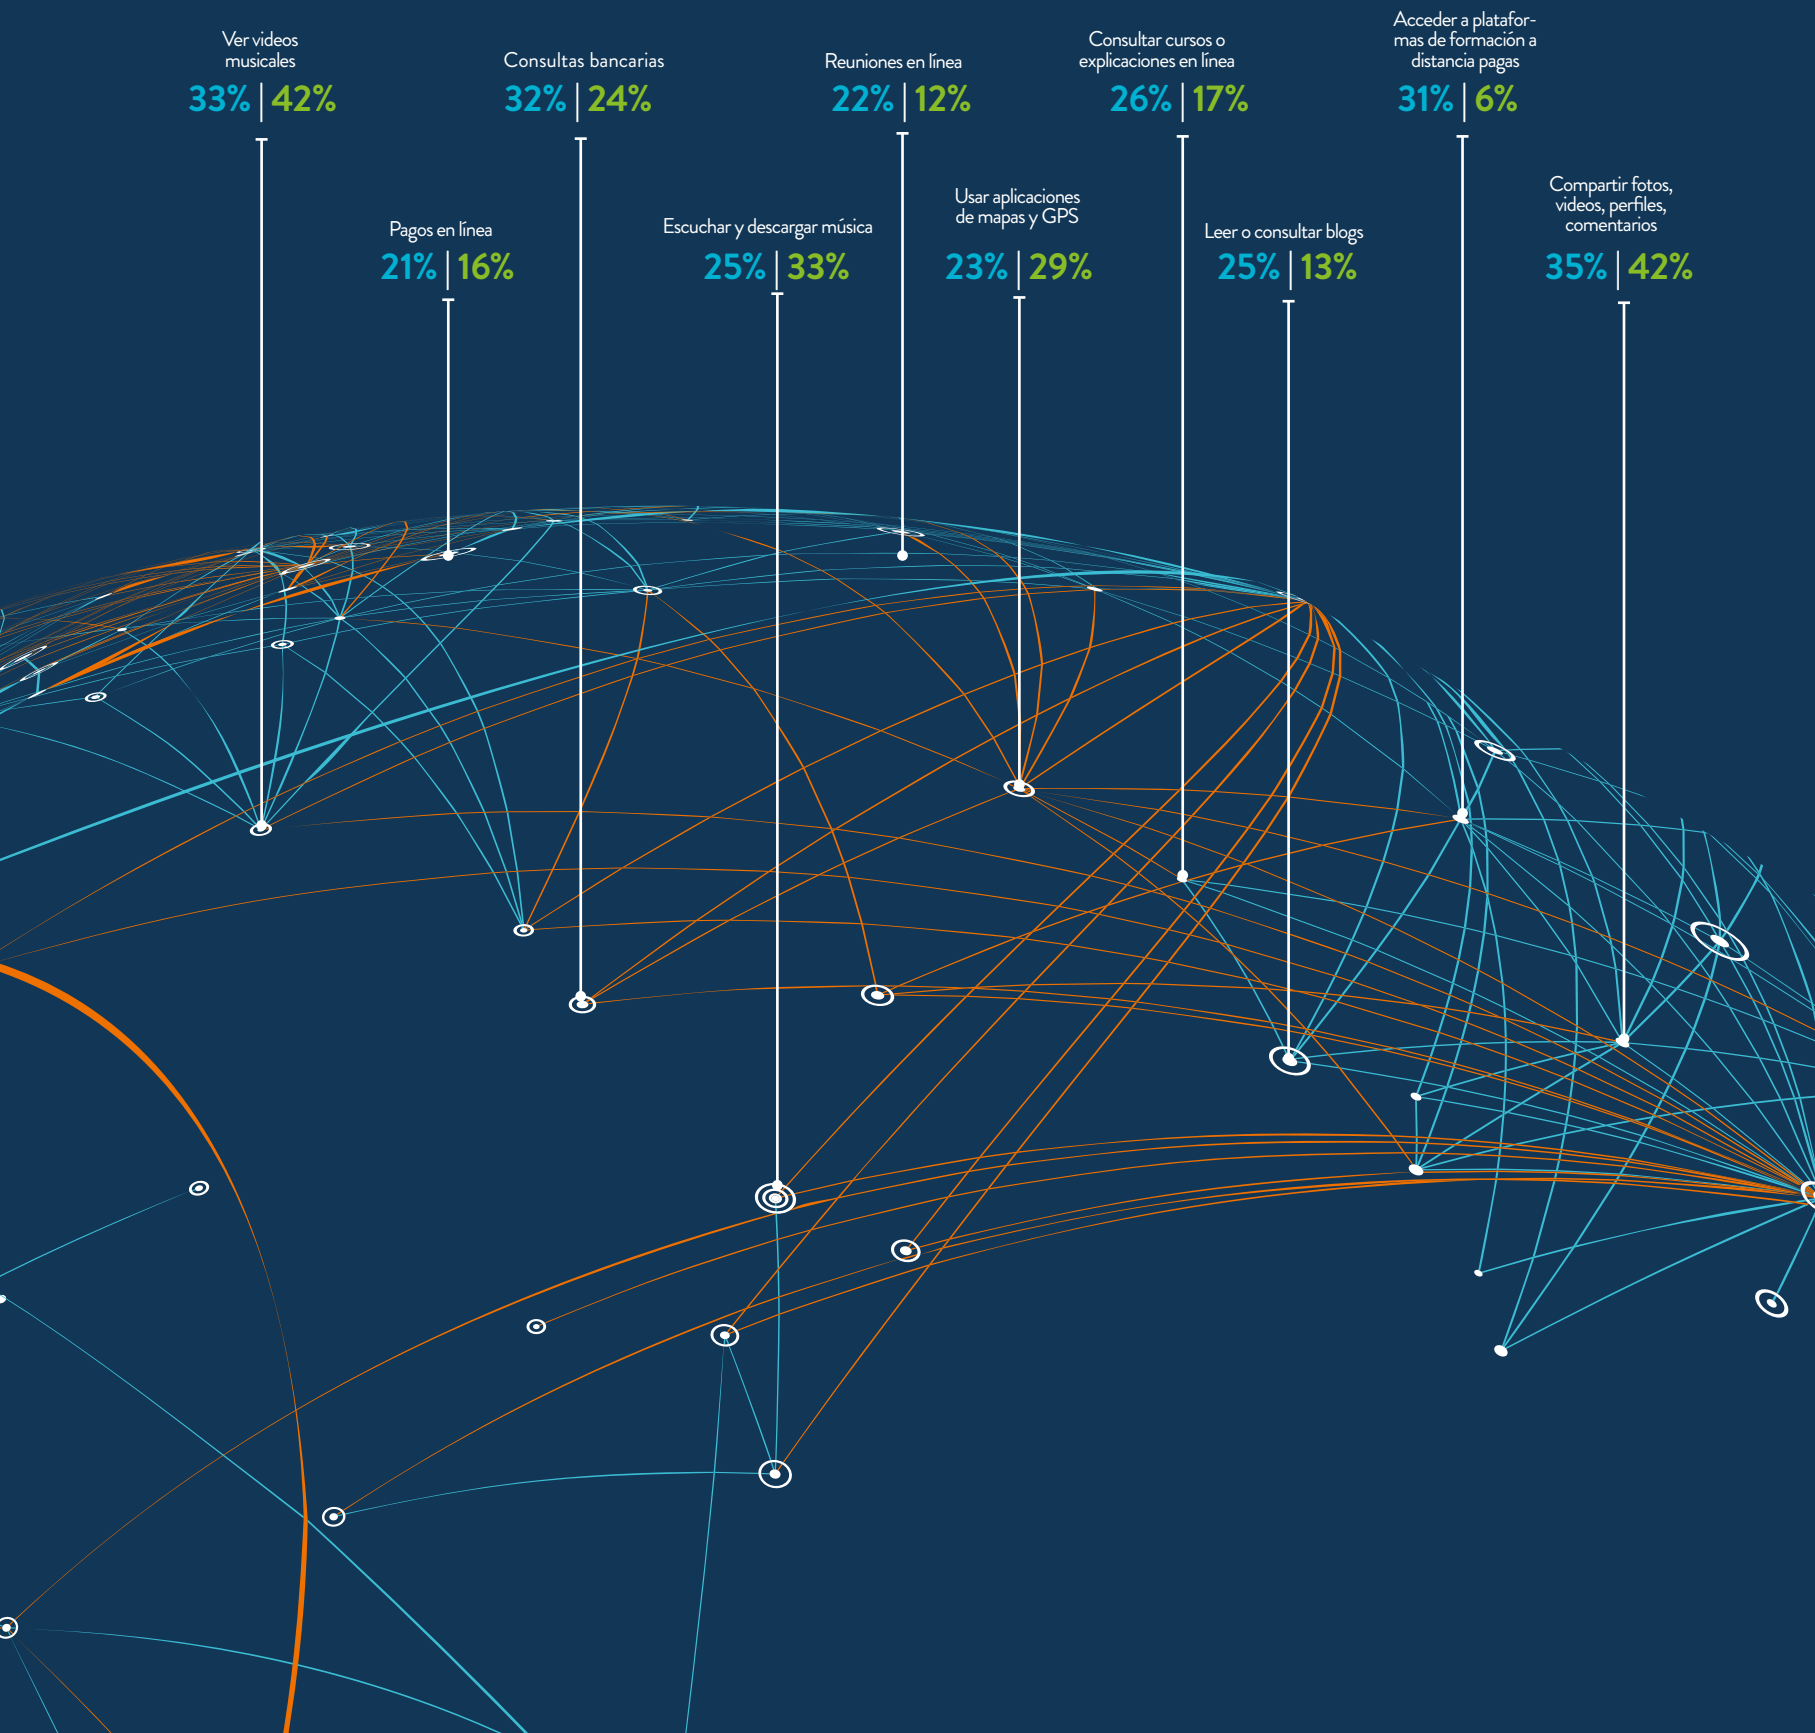 Ver videos
musicales
33% 42%
Consultas bancarias
32% 24%
Reuniones en línea
22% 12%
Consultar cursos o
explicaciones en línea
26% 17%
Acceder a platafor-
mas de formación a
distancia pagas
31% 6%
Pagos en línea
21% 16%
Escuchar y descargar música
25% 33%
Usar aplicaciones
de mapas y GPS
23% 29%
Leer o consultar blogs
25% 13%
Compartir fotos,
videos, perfiles,
comentarios
35% 42%